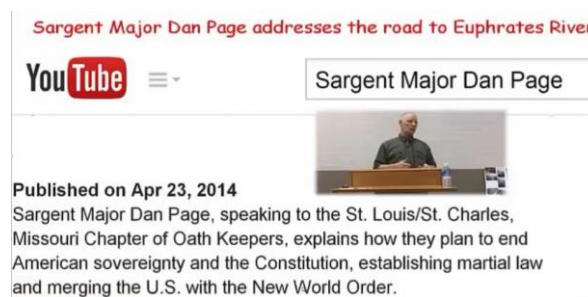 Sargent Major Dan Page addresses the road to Euphrates River
YouTube
Sargent Major Dan Page
Published on Apr 23, 2014
Sargent Major Dan Page, speaking to the St. Louis/St. Charles,
Missouri Chapter of Oath Keepers, explains how they plan to end
American sovereignty and the Constitution, establishing martial law
and merging the U.S. with the New World Order.